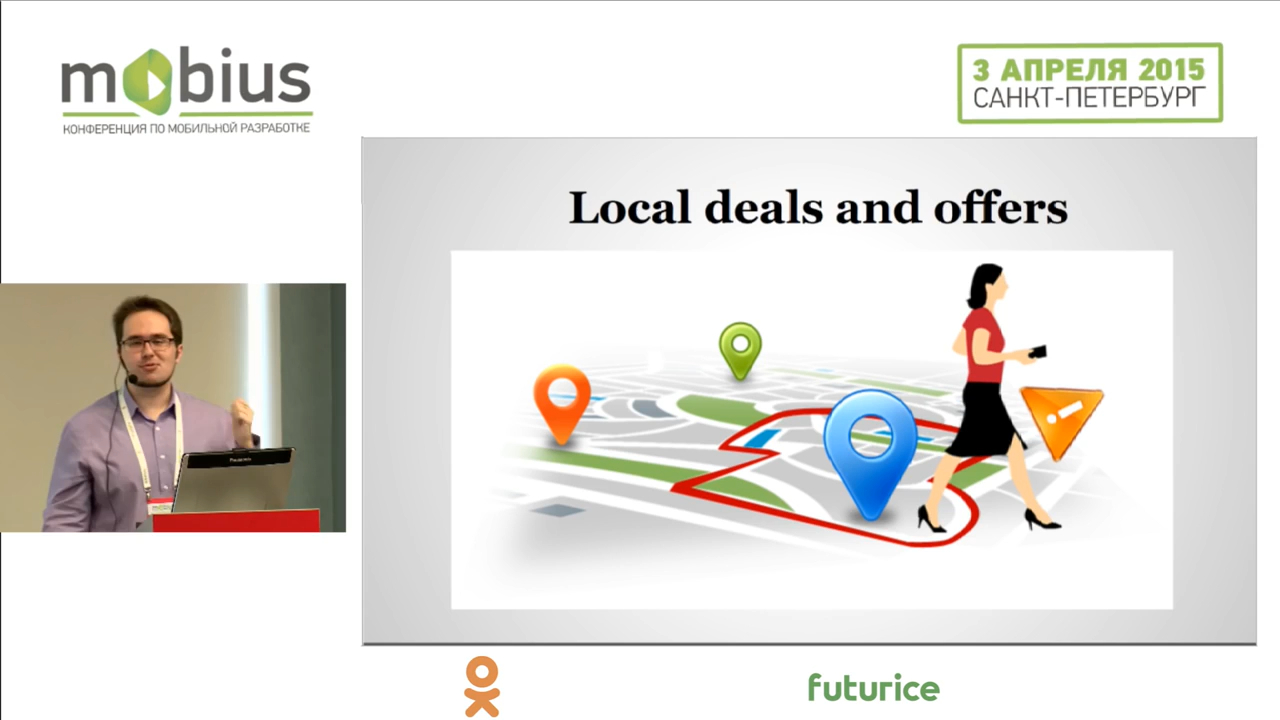 mobius
КОНФЕРЕНЦИЯ ПО МОБИЛЬНОЙ РАЗРАБОТКЕ
3 АПРЕЛЯ 2015
САНКТ-ПЕТЕРБУРГ
Local deals and offers
futurice